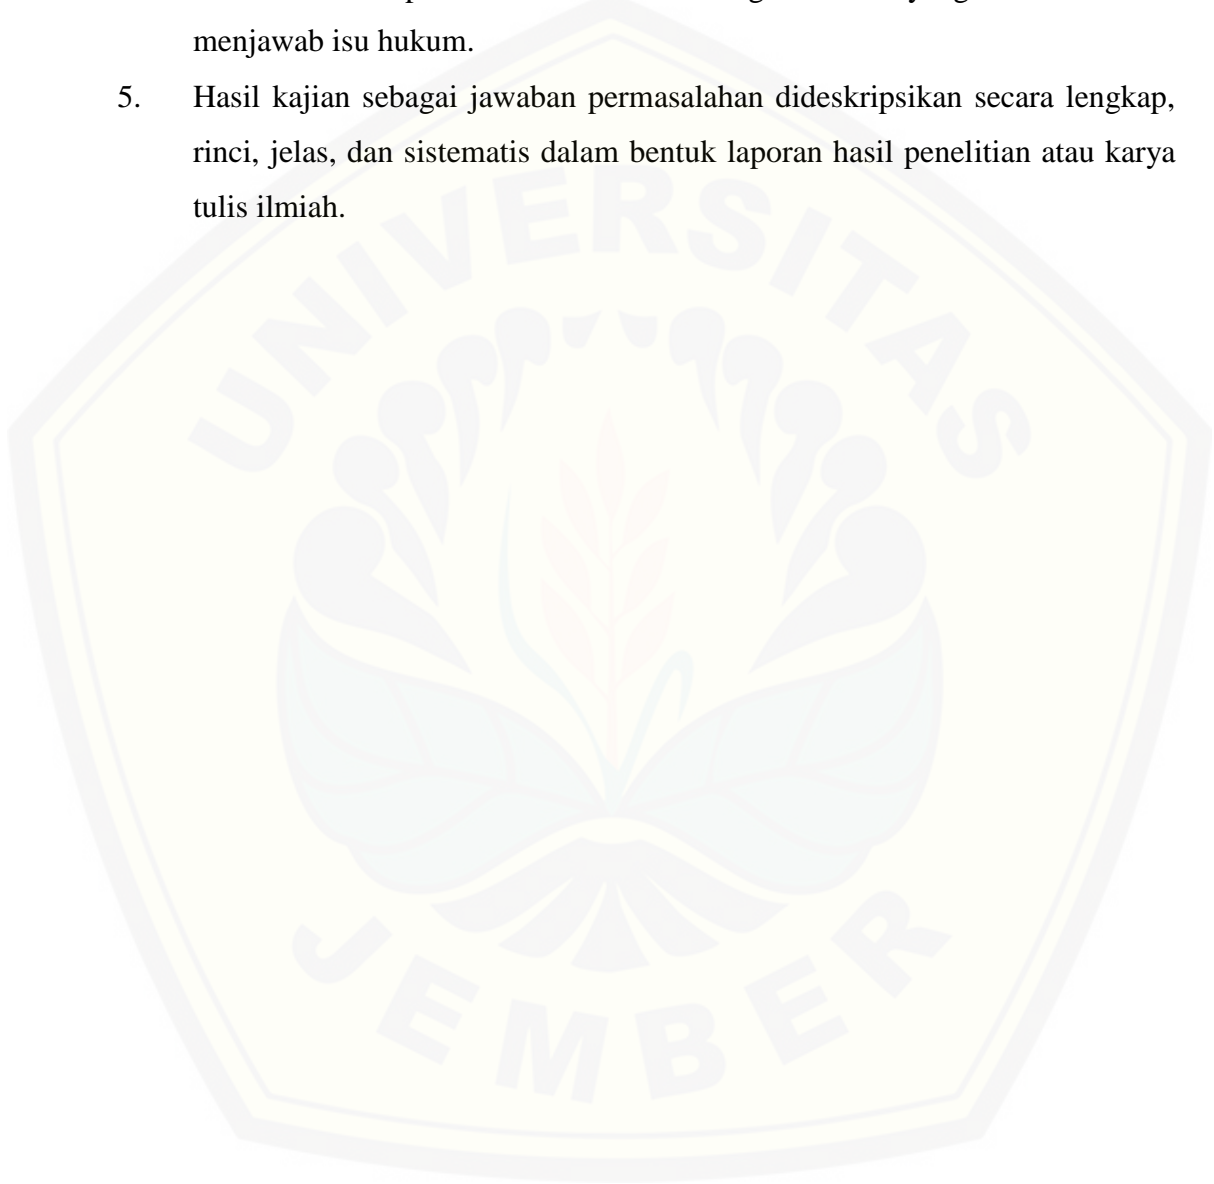 menjawab isu hukum.
5. Hasil kajian sebagai jawaban permasalahan dideskripsikan secara lengkap,
rinci, jelas, dan sistematis dalam bentuk laporan hasil penelitian atau karya
tulis ilmiah.
UNIVERSITAS
JEMBER